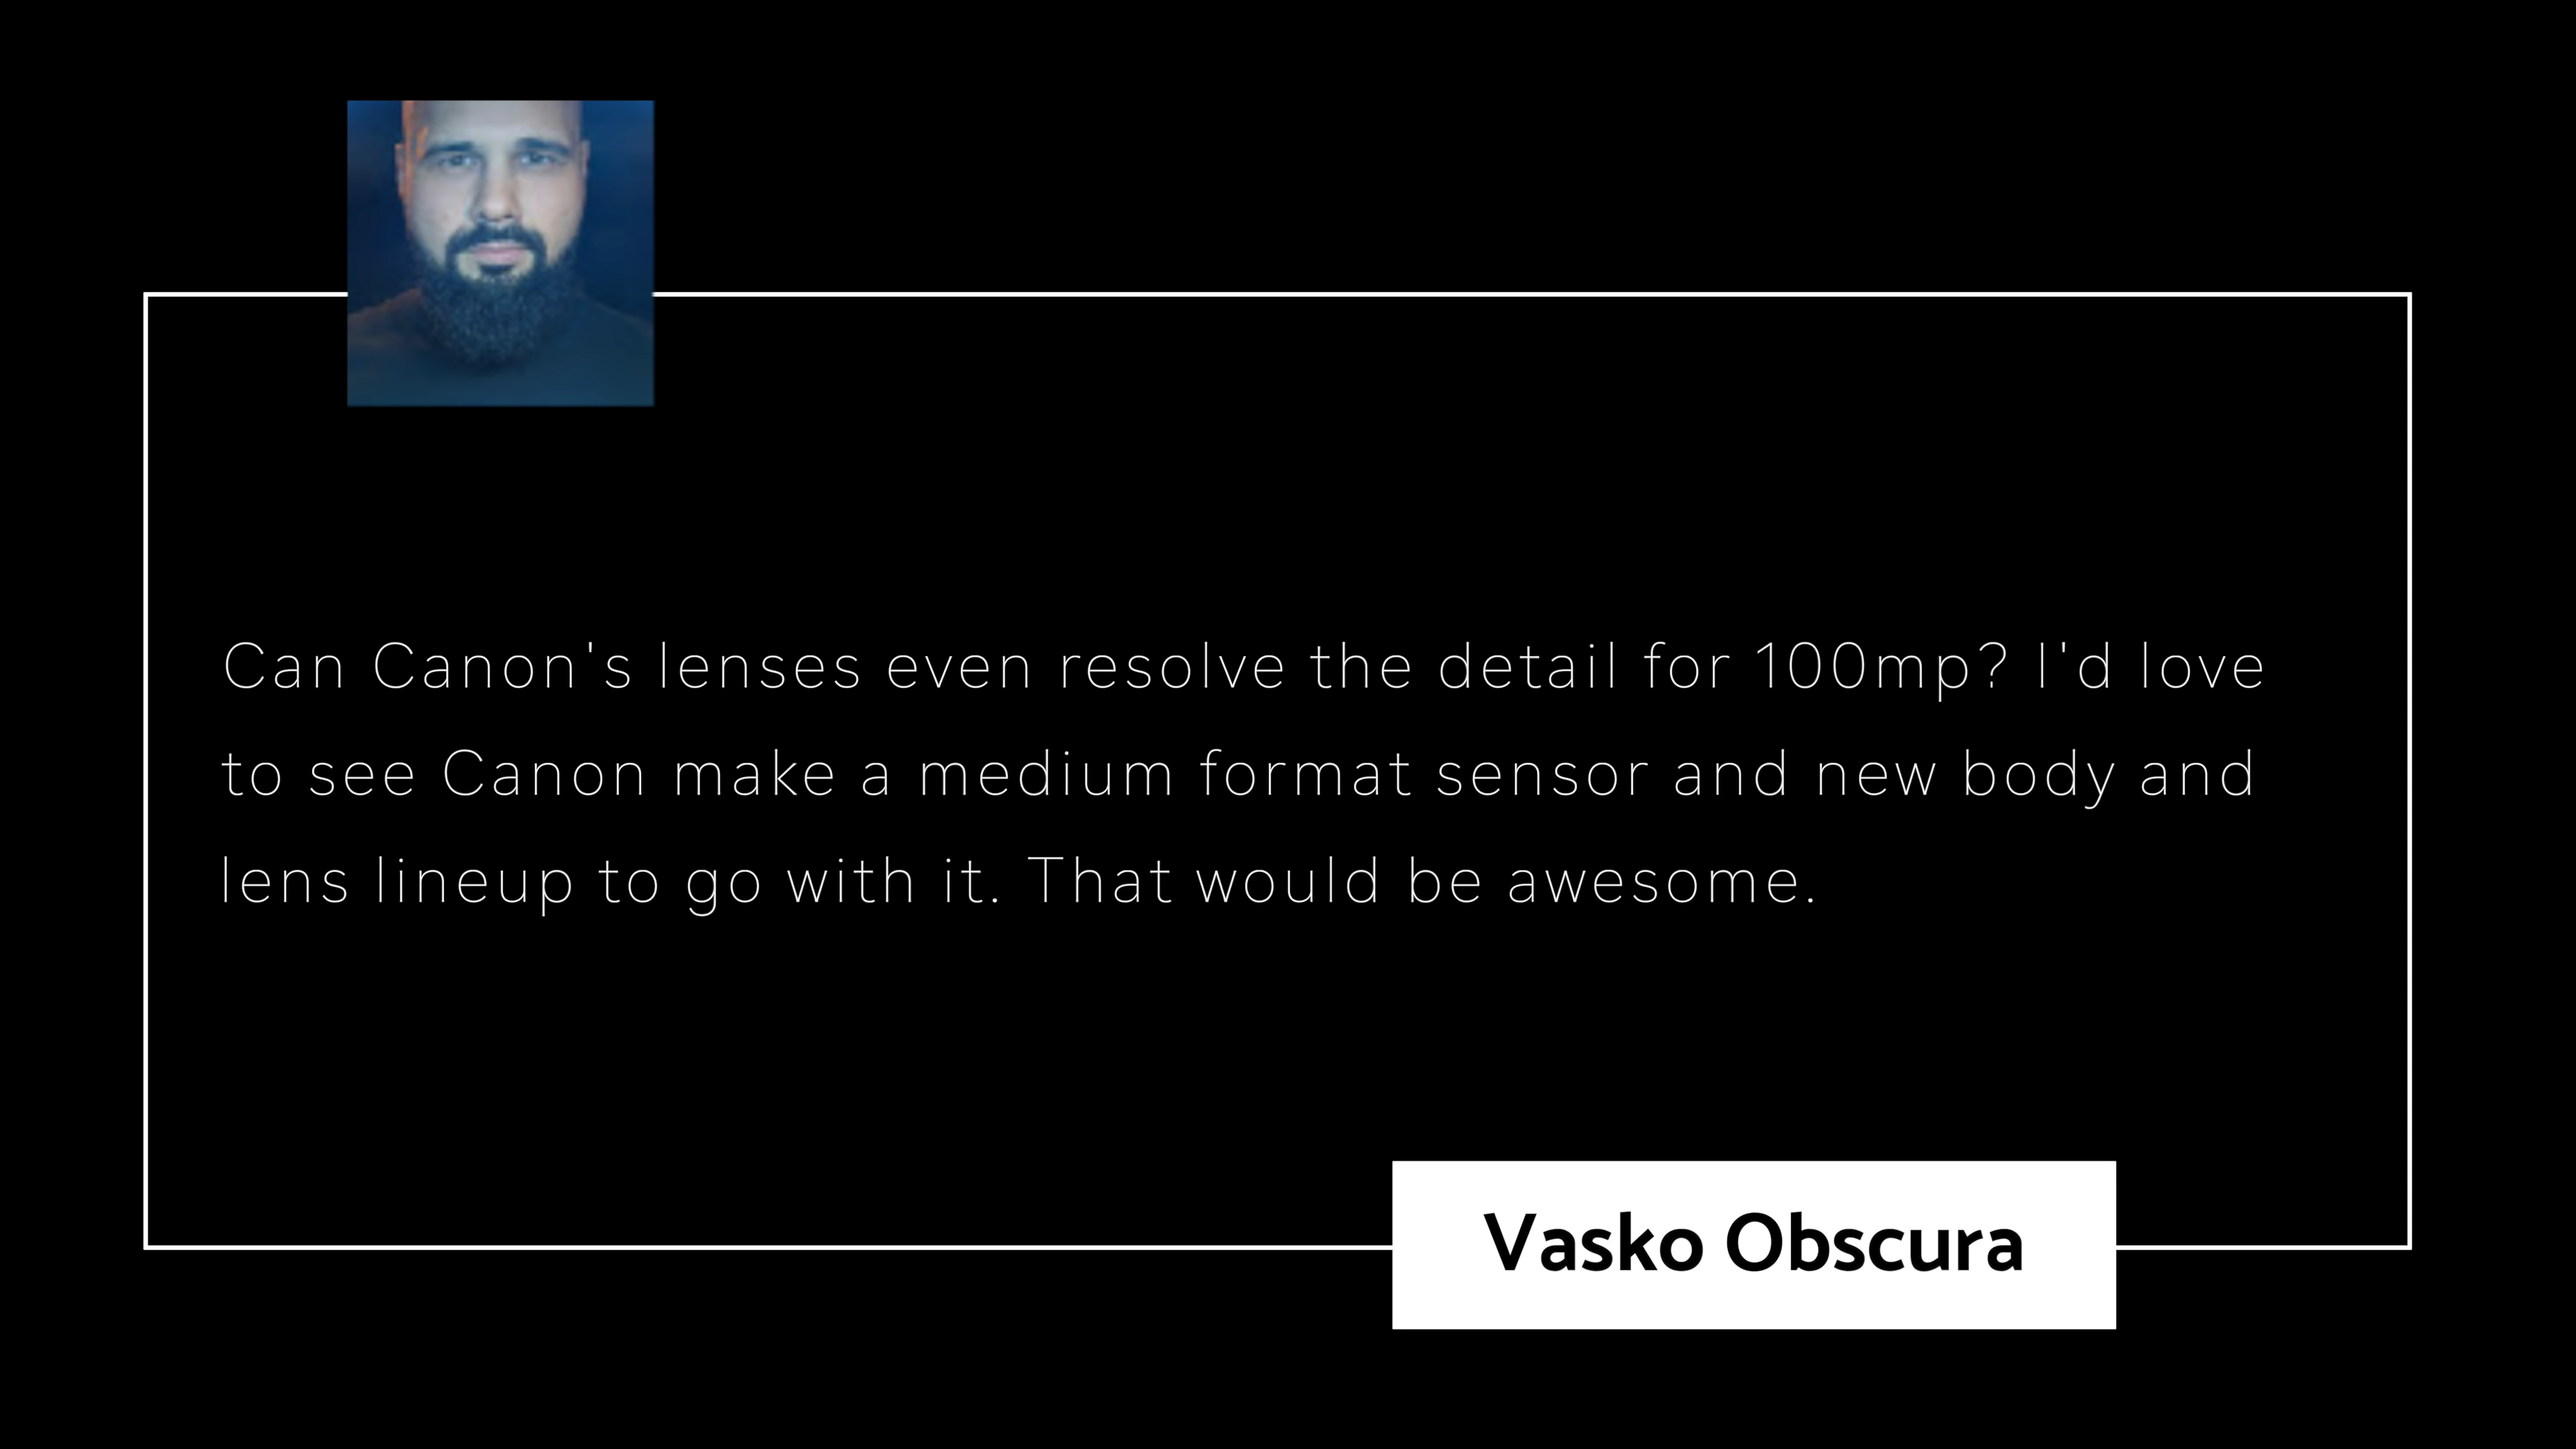 Can Canon's lenses even resolve the detail for 100mp? I'd love
to see Canon make a medium format sensor and new body and
lens lineup to go with it. That would be awesome.
Vasko Obscura